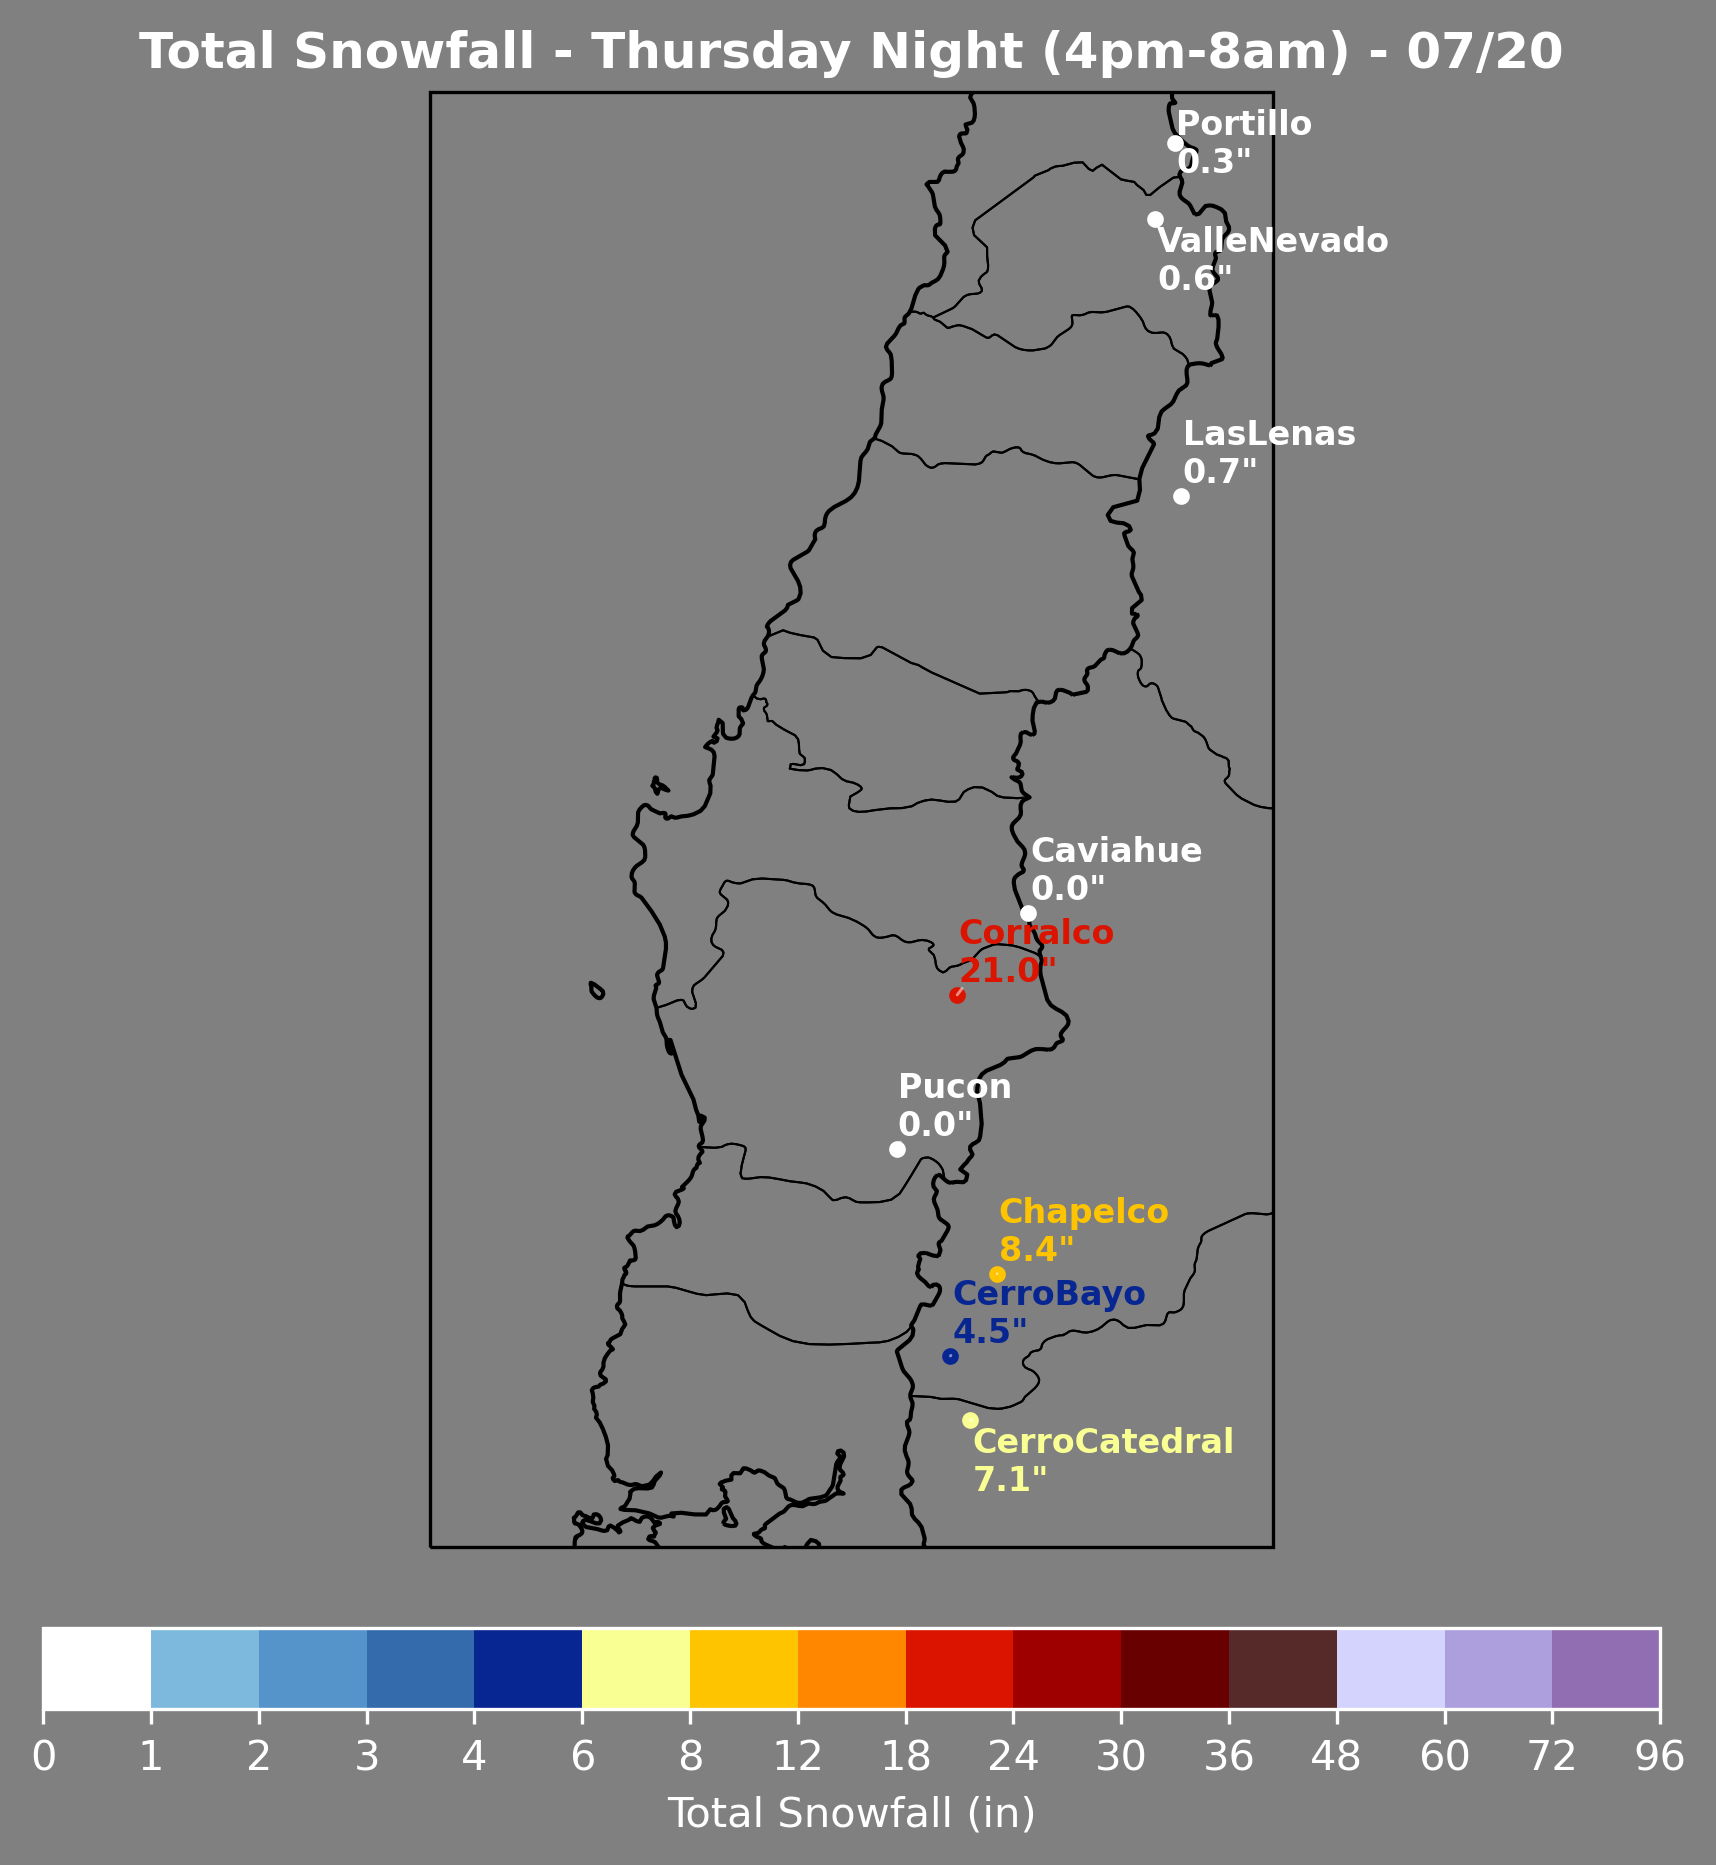 Total Snowfall - Thursday Night (4pm-8am) - 07/20
Portillo
0.3"
ValleNevado
0.6"
LasLenas
0.7"
Caviahue
0.0"
Corralco
21.0"
Pucon
0.0"
Chapelco
8.4"
CerroBayo
4.5"
CerroCatedral
7.1"
0 1 2 3 4 6 8 12 18 24 30 36 48 60 72 96
Total Snowfall (in)